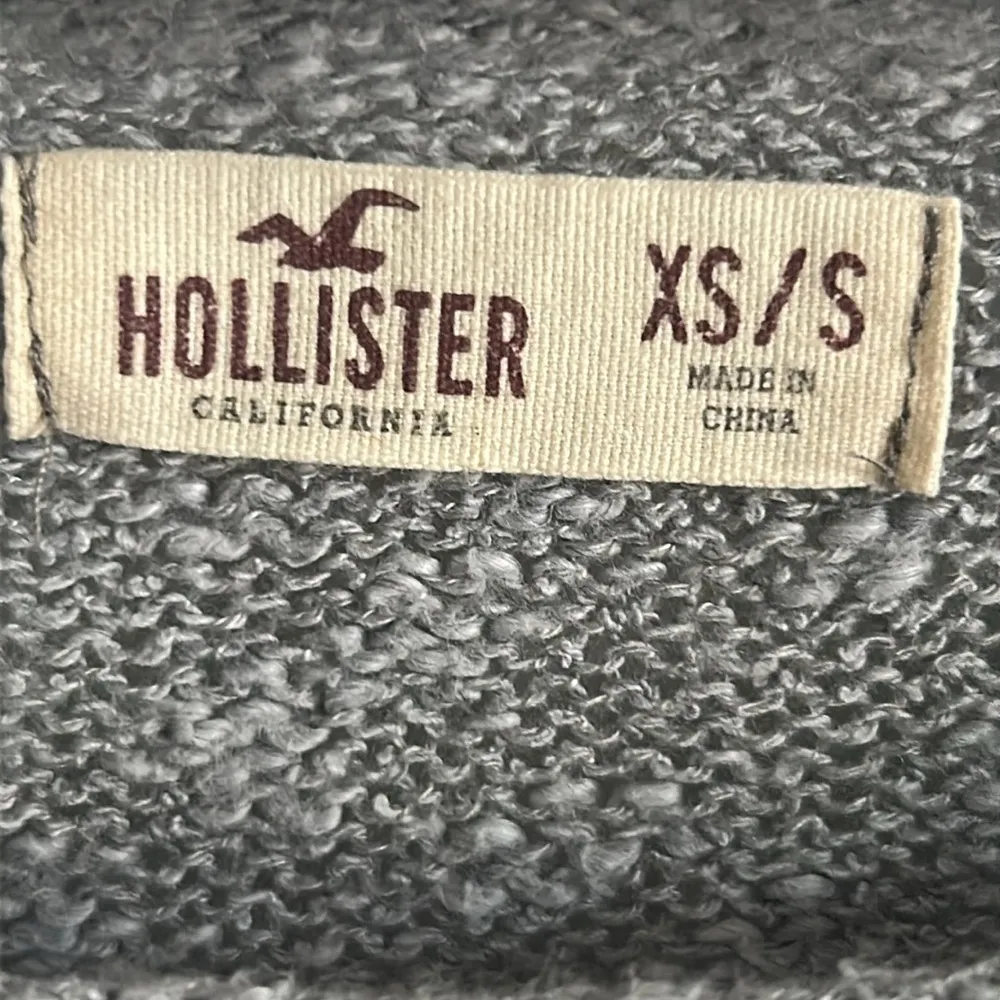 HOLLISTER
CALIFORNIA
XS/S
MADE IN
CHINA